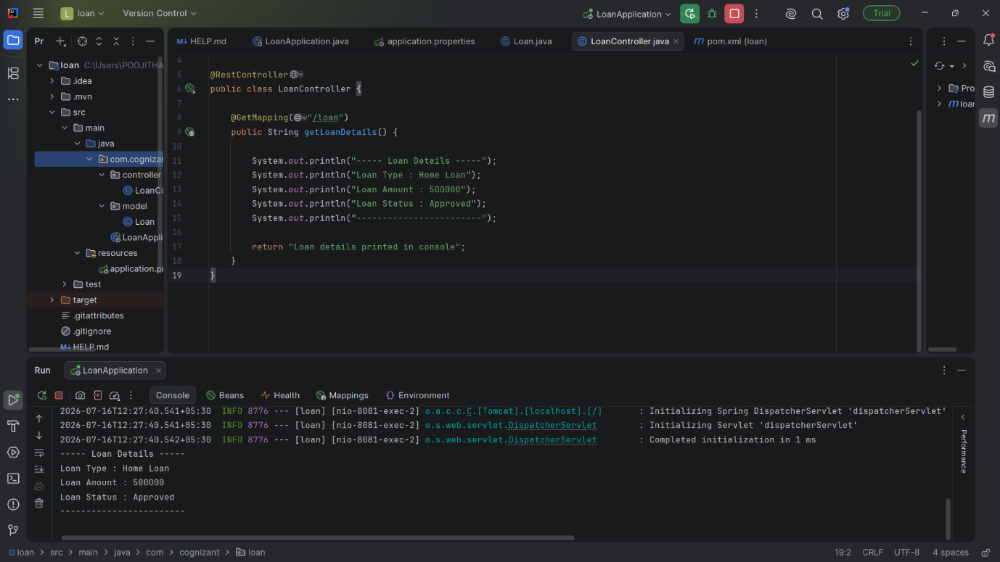 L loan Version Control LoanApplication Trial
Pr
HELP.md LoanApplication.java application.properties Loan.java LoanController.java pom.xml (loan)
loan C:\Users\POOJITHA
.idea
.mvn
src
main
java
com.cognizan
controller
LoanCo
model
Loan
LoanAppli
resources
application.pr
test
target
.gitattributes
.gitignore
HELP.md
4
5 @RestController
6 public class LoanController {
7
8 @GetMapping("/loan")
9 public String getLoanDetails() {
10
11 System.out.println("----- Loan Details -----");
12 System.out.println("Loan Type : Home Loan");
13 System.out.println("Loan Amount : 500000");
14 System.out.println("Loan Status : Approved");
15 System.out.println("------------------------");
16
17 return "Loan details printed in console";
18 }
19 }
Pro
m loan
m
Run LoanApplication
Console Beans Health Mappings Environment
2026-07-16T12:27:40.541+05:30 INFO 8776 --- [loan] [nio-8081-exec-2] o.a.c.c.C.[Tomcat].[localhost].[/] : Initializing Spring DispatcherServlet 'dispatcherServlet'
2026-07-16T12:27:40.541+05:30 INFO 8776 --- [loan] [nio-8081-exec-2] o.s.web.servlet.DispatcherServlet : Initializing Servlet 'dispatcherServlet'
2026-07-16T12:27:40.542+05:30 INFO 8776 --- [loan] [nio-8081-exec-2] o.s.web.servlet.DispatcherServlet : Completed initialization in 1 ms
----- Loan Details -----
Loan Type : Home Loan
Loan Amount : 500000
Loan Status : Approved
------------------------
Performance
loan > src > main > java > com > cognizant > loan 19:2 CRLF UTF-8 4 spaces